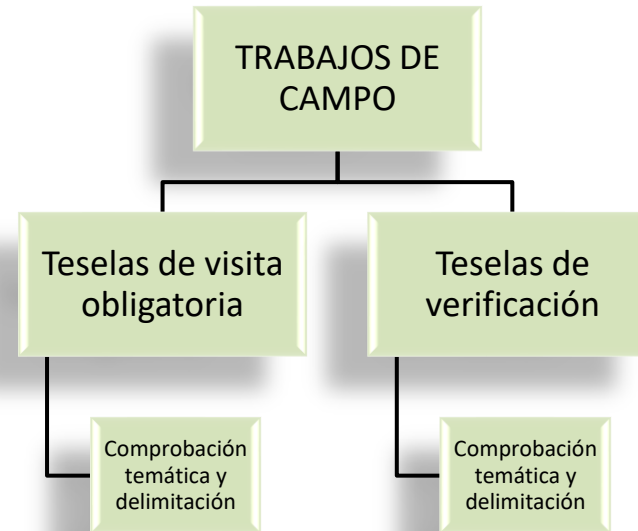 TRABAJOS DE
CAMPO
Teselas de visita
obligatoria
Teselas de
verificación
Comprobación
temática y
delimitación
Comprobación
temática y
delimitación